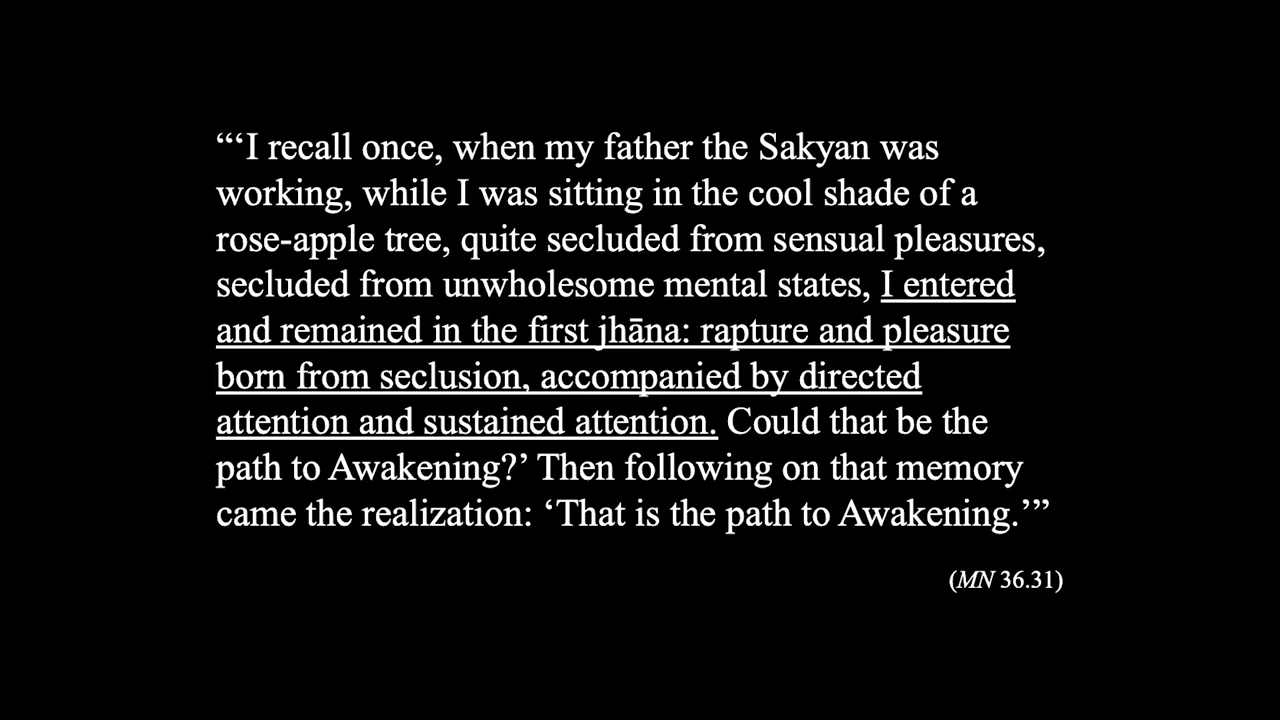 “‘I recall once, when my father the Sakyan was
working, while I was sitting in the cool shade of a
rose-apple tree, quite secluded from sensual pleasures,
secluded from unwholesome mental states, I entered
and remained in the first jhāna: rapture and pleasure
born from seclusion, accompanied by directed
attention and sustained attention. Could that be the
path to Awakening?’ Then following on that memory
came the realization: ‘That is the path to Awakening.’”
(MN 36.31)